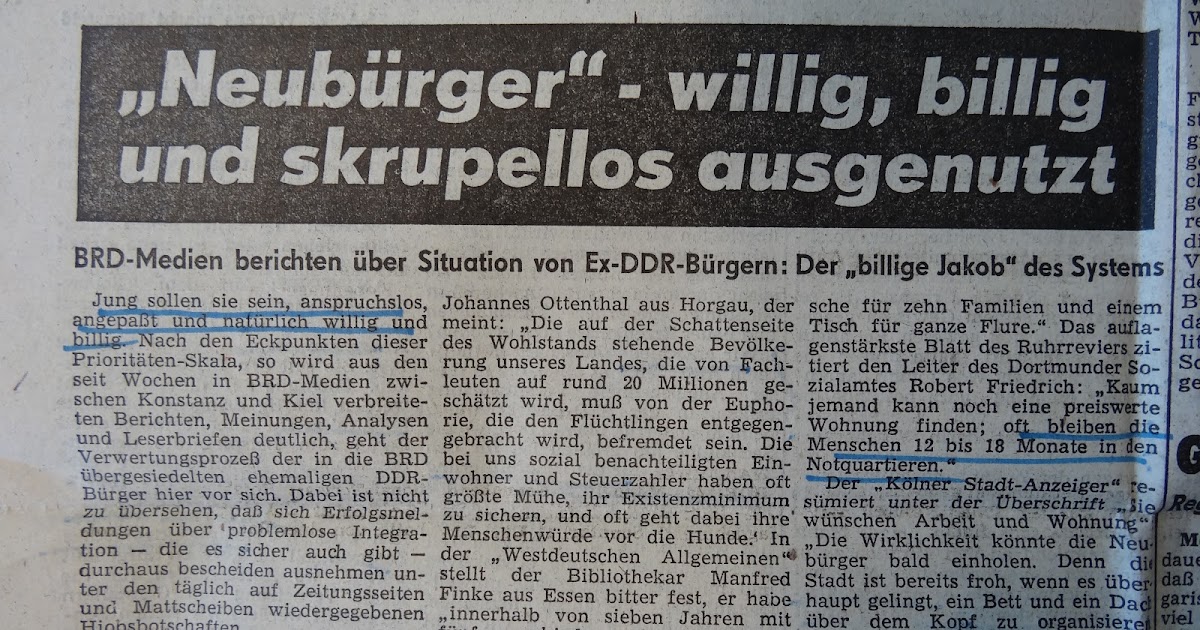 „Neubürger“ - willig, billig
und skrupellos ausgenutzt
BRD-Medien berichten über Situation von Ex-DDR-Bürgern: Der „billige Jakob“ des Systems
Jung sollen sie sein, anspruchslos,
angepaßt und natürlich willig und
billig. Nach den Eckpunkten dieser
Prioritäten-Skala, so wird aus den
seit Wochen in BRD-Medien zwi-
schen Konstanz und Kiel verbreite-
ten Berichten, Meinungen, Analysen
und Leserbriefen deutlich, geht der
Verwertungsprozeß der in die BRD
übergesiedelten ehemaligen DDR-
Bürger hier vor sich. Dabei ist nicht
zu übersehen, daß sich Erfolgsmel-
dungen über problemlose Integra-
tion — die es sicher auch gibt —
durchaus bescheiden ausnehmen un-
ter den täglich auf Zeitungsseiten
und Mattscheiben wiedergegebenen
Hiobsbotschaften.
Johannes Ottenthal aus Horgau, der
meint: „Die auf der Schattenseite
des Wohlstands stehende Bevölke-
rung unseres Landes, die von Fach-
leuten auf rund 20 Millionen ge-
schätzt wird, muß von der Eupho-
rie, die den Flüchtlingen entgegen-
gebracht wird, befremdet sein. Die
bei uns sozial benachteiligten Ein-
wohner und Steuerzahler haben oft
größte Mühe, ihr Existenzminimum
zu sichern, und oft geht dabei ihre
Menschenwürde vor die Hunde.“ In
der „Westdeutschen Allgemeinen“
stellt der Bibliothekar Manfred
Finke aus Essen bitter fest, er habe
„innerhalb von sieben Jahren mit
sche für zehn Familien und einem
Tisch für ganze Flure.“ Das aufla-
genstärkste Blatt des Ruhrreviers zi-
tiert den Leiter des Dortmunder So-
zialamtes Robert Friedrich: „Kaum
jemand kann noch eine preiswerte
Wohnung finden; oft bleiben die
Menschen 12 bis 18 Monate in den
Notquartieren.“
Der „Kölner Stadt-Anzeiger“ re-
sümiert unter der Überschrift „Sie
wünschen Arbeit und Wohnung“:
„Die Wirklichkeit könnte die Neu-
bürger bald einholen. Denn die
Stadt ist bereits froh, wenn es über-
haupt gelingt, ein Bett und ein Dach
über dem Kopf zu organisieren